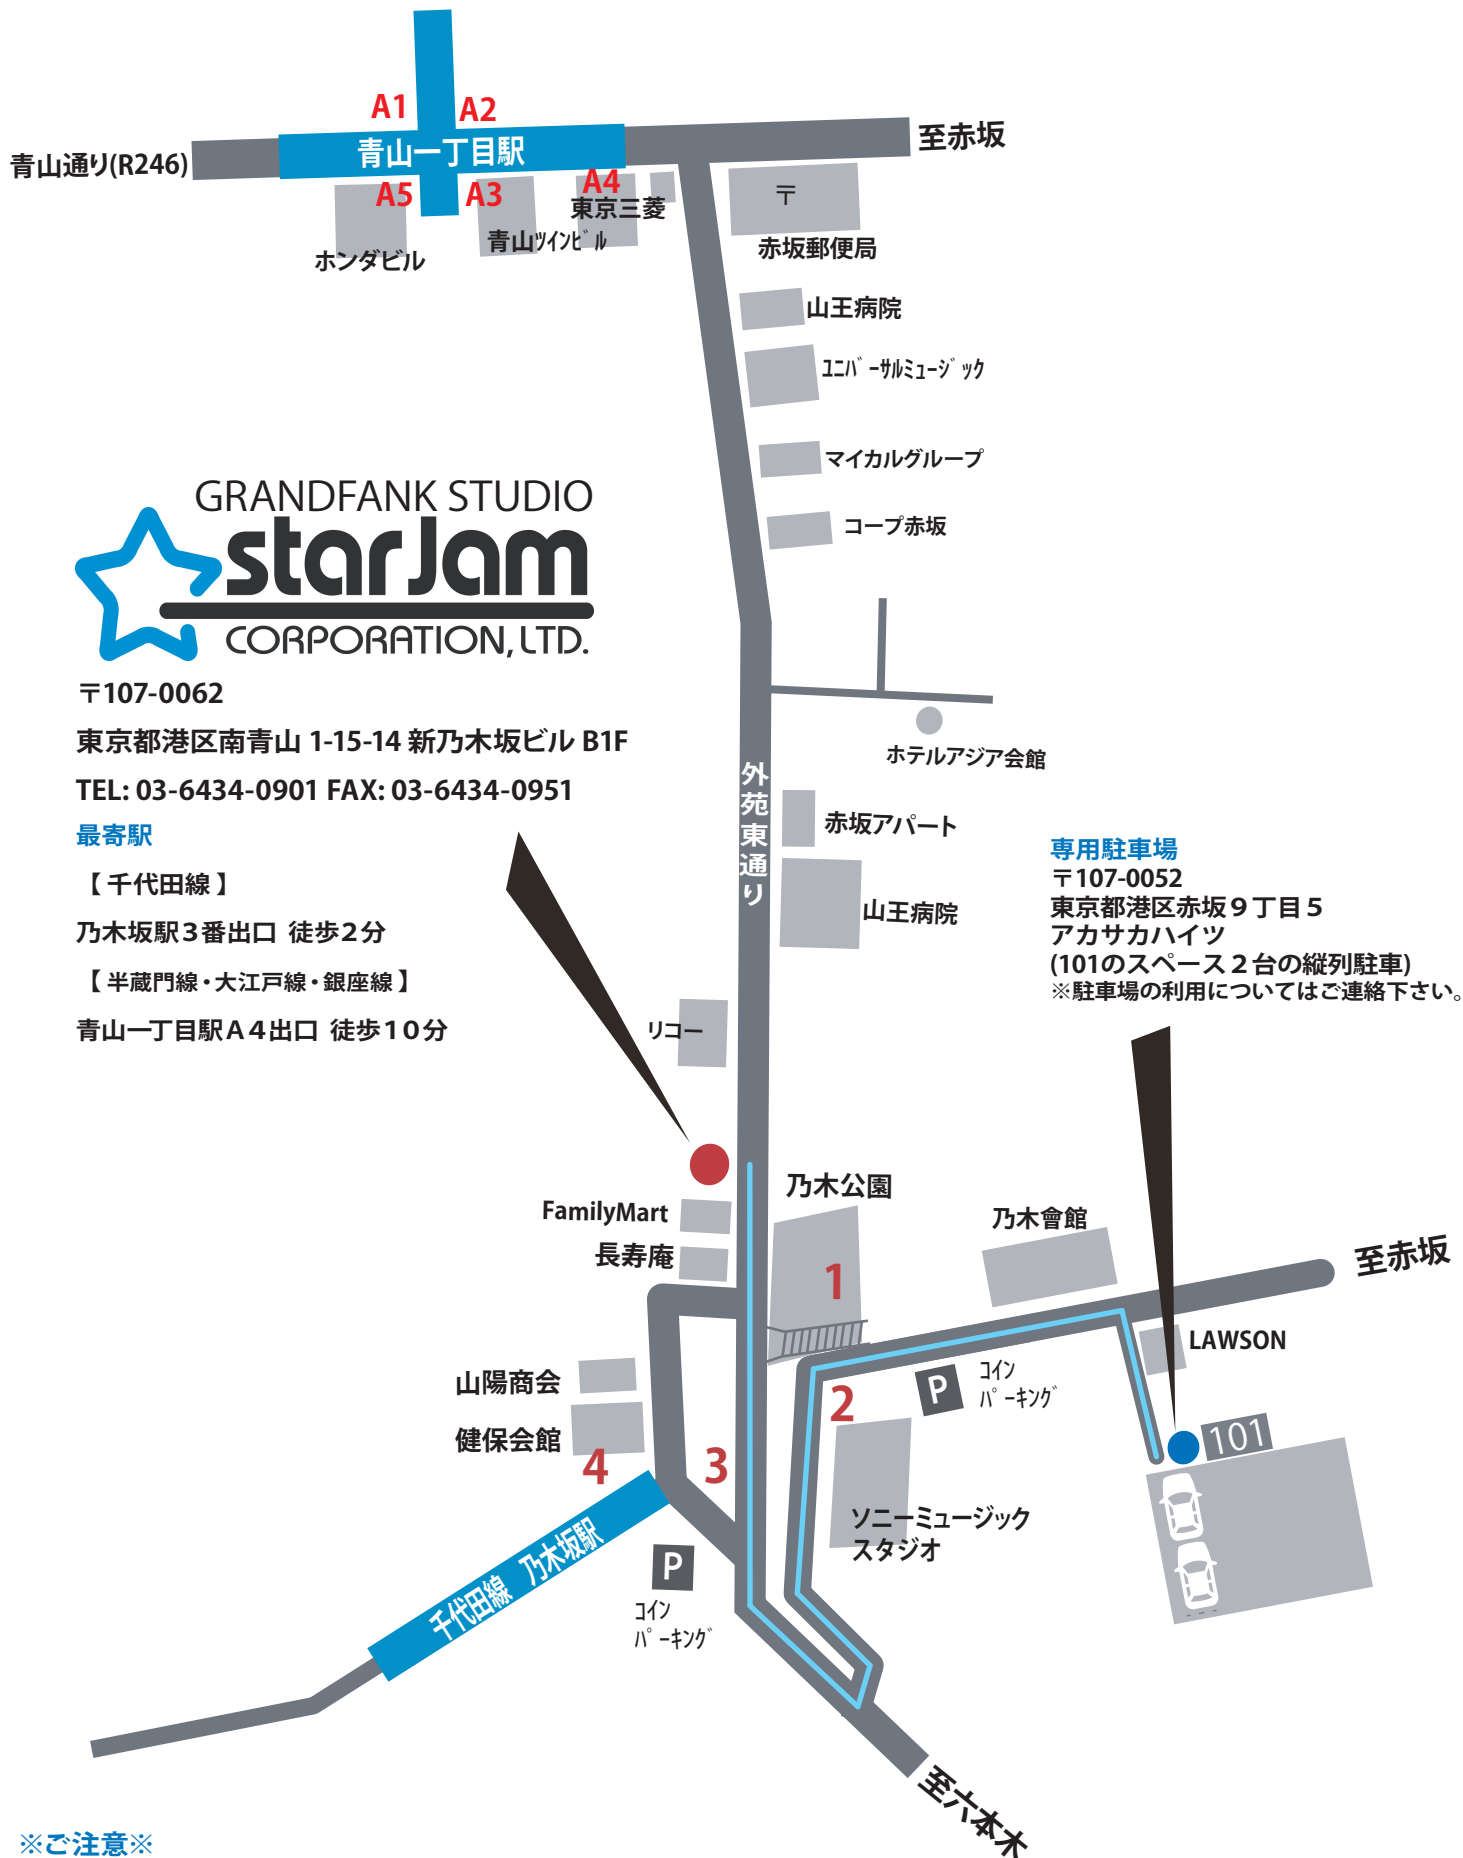 A1
A2
青山通り(R246)
青山一丁目駅
至赤坂
A5
A3
A4
東京三菱
〒
青山ﾂｲﾝﾋﾞﾙ
ホンダビル
赤坂郵便局
山王病院
ﾕﾆﾊﾞｰｻﾙﾐｭｰｼﾞｯｸ
マイカルグループ
コープ赤坂
GRANDFANK STUDIO
starJam
CORPORATION, LTD.
〒107-0062
東京都港区南青山 1-15-14 新乃木坂ビル B1F
TEL: 03-6434-0901 FAX: 03-6434-0951
最寄駅
【 千代田線 】
乃木坂駅３番出口 徒歩２分
【 半蔵門線・大江戸線・銀座線 】
青山一丁目駅Ａ４出口 徒歩１０分
ホテルアジア会館
外苑東通り
赤坂アパート
山王病院
専用駐車場
〒107-0052
東京都港区赤坂９丁目５
アカサカハイツ
(101のスペース２台の縦列駐車)
※駐車場の利用についてはご連絡下さい。
リコー
FamilyMart
長寿庵
乃木公園
1
乃木會館
至赤坂
LAWSON
山陽商会
健保会館
4
3
2
P
ｺｲﾝ
ﾊﾟｰｷﾝｸﾞ
101
ソニーミュージック
スタジオ
千代田線 乃木坂駅
P
ｺｲﾝ
ﾊﾟｰｷﾝｸﾞ
至六本木
※ご注意※